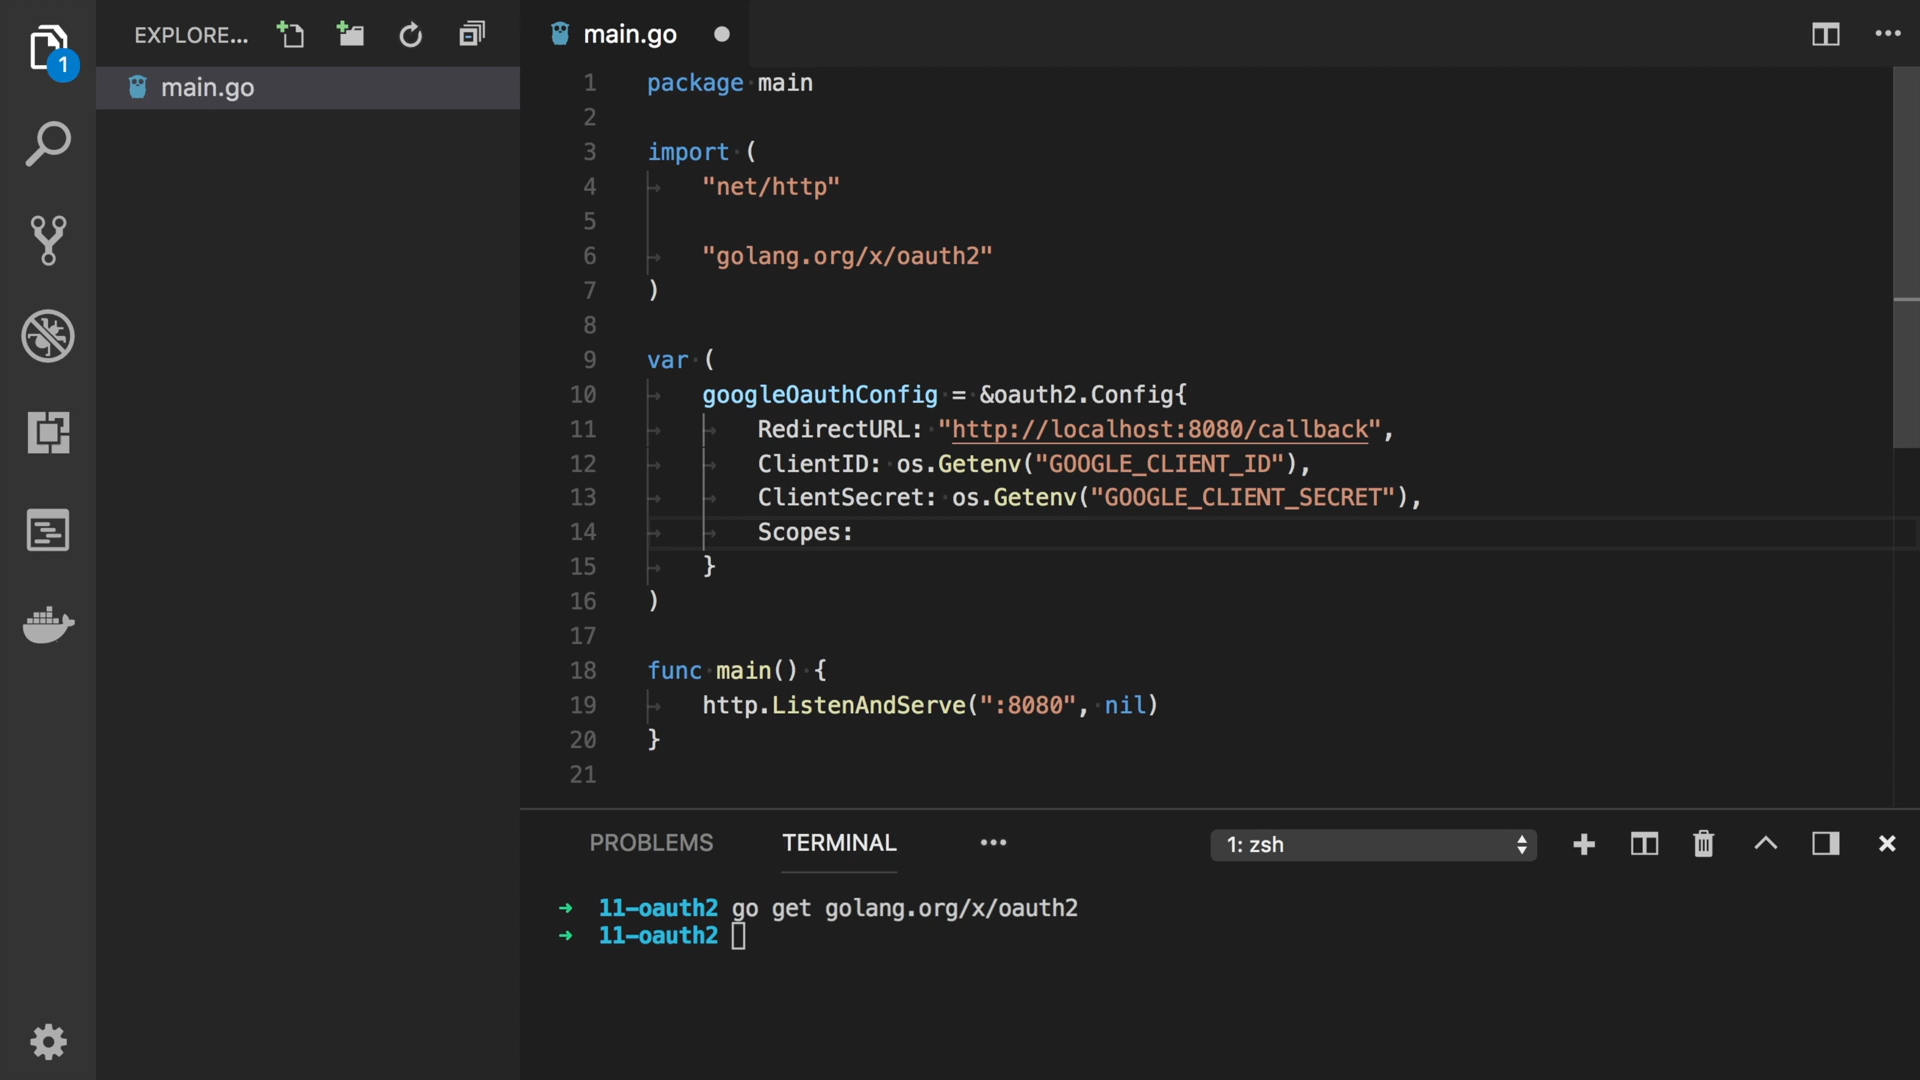 EXPLORE...
1
main.go
main.go
1 package main
2
3 import (
4 "net/http"
5
6 "golang.org/x/oauth2"
7 )
8
9 var (
10 googleOauthConfig = &oauth2.Config{
11 RedirectURL: "http://localhost:8080/callback",
12 ClientID: os.Getenv("GOOGLE_CLIENT_ID"),
13 ClientSecret: os.Getenv("GOOGLE_CLIENT_SECRET"),
14 Scopes:
15 }
16 )
17
18 func main() {
19 http.ListenAndServe(":8080", nil)
20 }
21
PROBLEMS TERMINAL ... 1: zsh
➜ 11-oauth2 go get golang.org/x/oauth2
➜ 11-oauth2